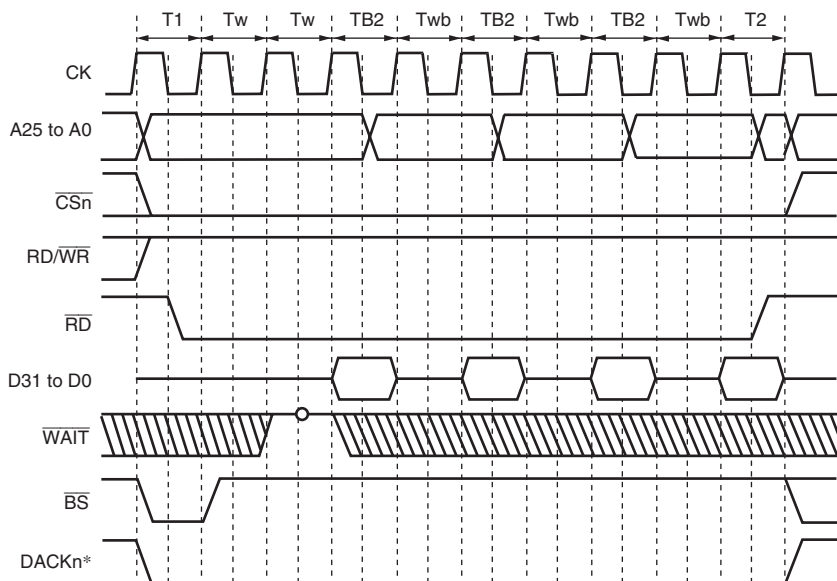 T1 Tw Tw TB2 Twb TB2 Twb TB2 Twb T2
CK
A25 to A0
CSn
RD/WR
RD
D31 to D0
WAIT
BS
DACKn*